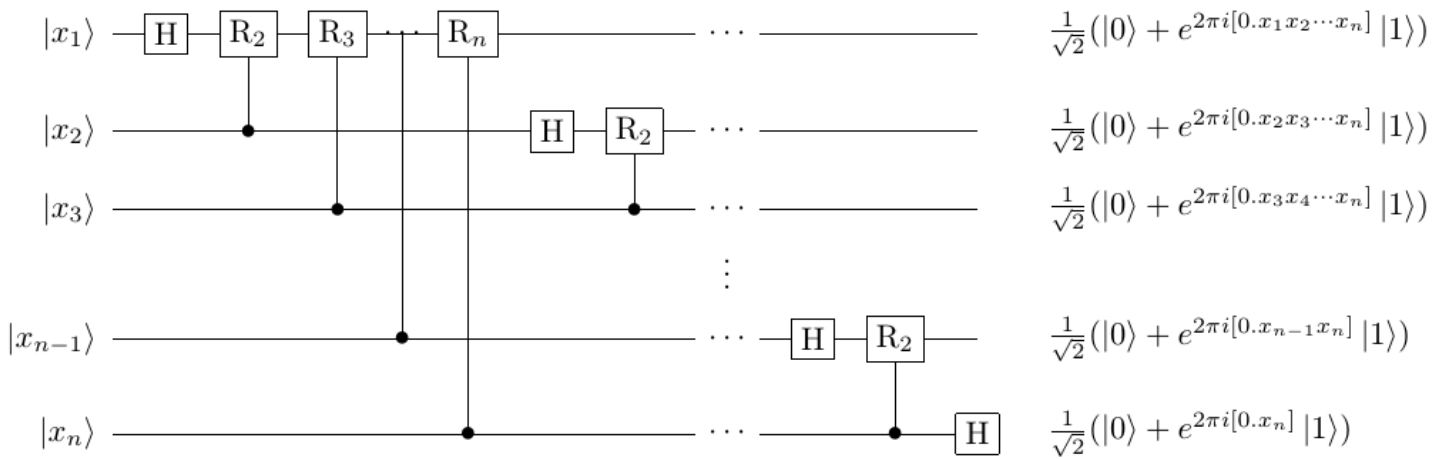 |x₁⟩ H R₂ R₃ ⋯ Rₙ ⋯ 1/√2(|0⟩ + e^{2πi[0.x₁x₂⋯xₙ]} |1⟩)
|x₂⟩ H R₂ ⋯ 1/√2(|0⟩ + e^{2πi[0.x₂x₃⋯xₙ]} |1⟩)
|x₃⟩ ⋯ 1/√2(|0⟩ + e^{2πi[0.x₃x₄⋯xₙ]} |1⟩)
⋮
|xₙ₋₁⟩ ⋯ H R₂ 1/√2(|0⟩ + e^{2πi[0.xₙ₋₁xₙ]} |1⟩)
|xₙ⟩ ⋯ H 1/√2(|0⟩ + e^{2πi[0.xₙ]} |1⟩)